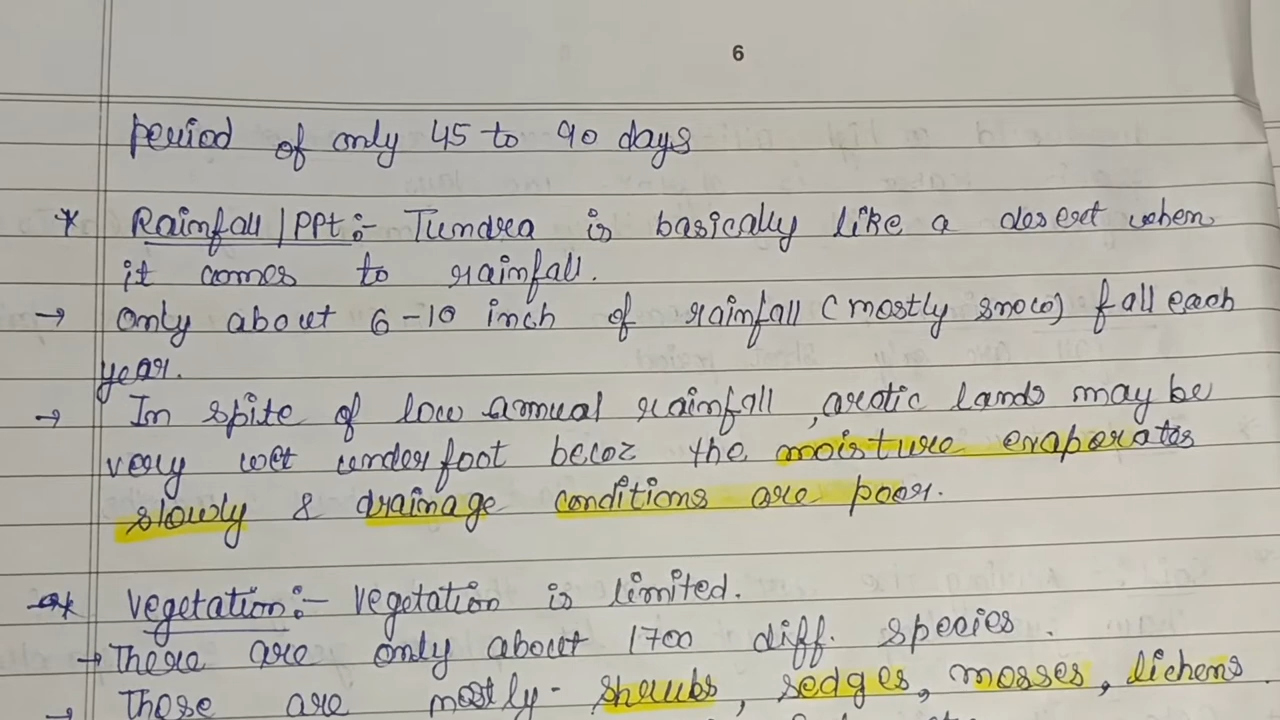 6
period of only 45 to 90 days
* Rainfall/PPt:- Tundra is basically like a desert when
it comes to rainfall.
→ Only about 6-10 inch of rainfall (mostly snow) fall each
year.
→ In spite of low annual rainfall, arctic lands may be
very wet underfoot becoz the moisture evaporates
slowly & drainage conditions are poor.
* Vegetation:- Vegetation is limited.
→ There are only about 1700 diff. species.
→ These are mostly- shrubs, sedges, mosses, lichens